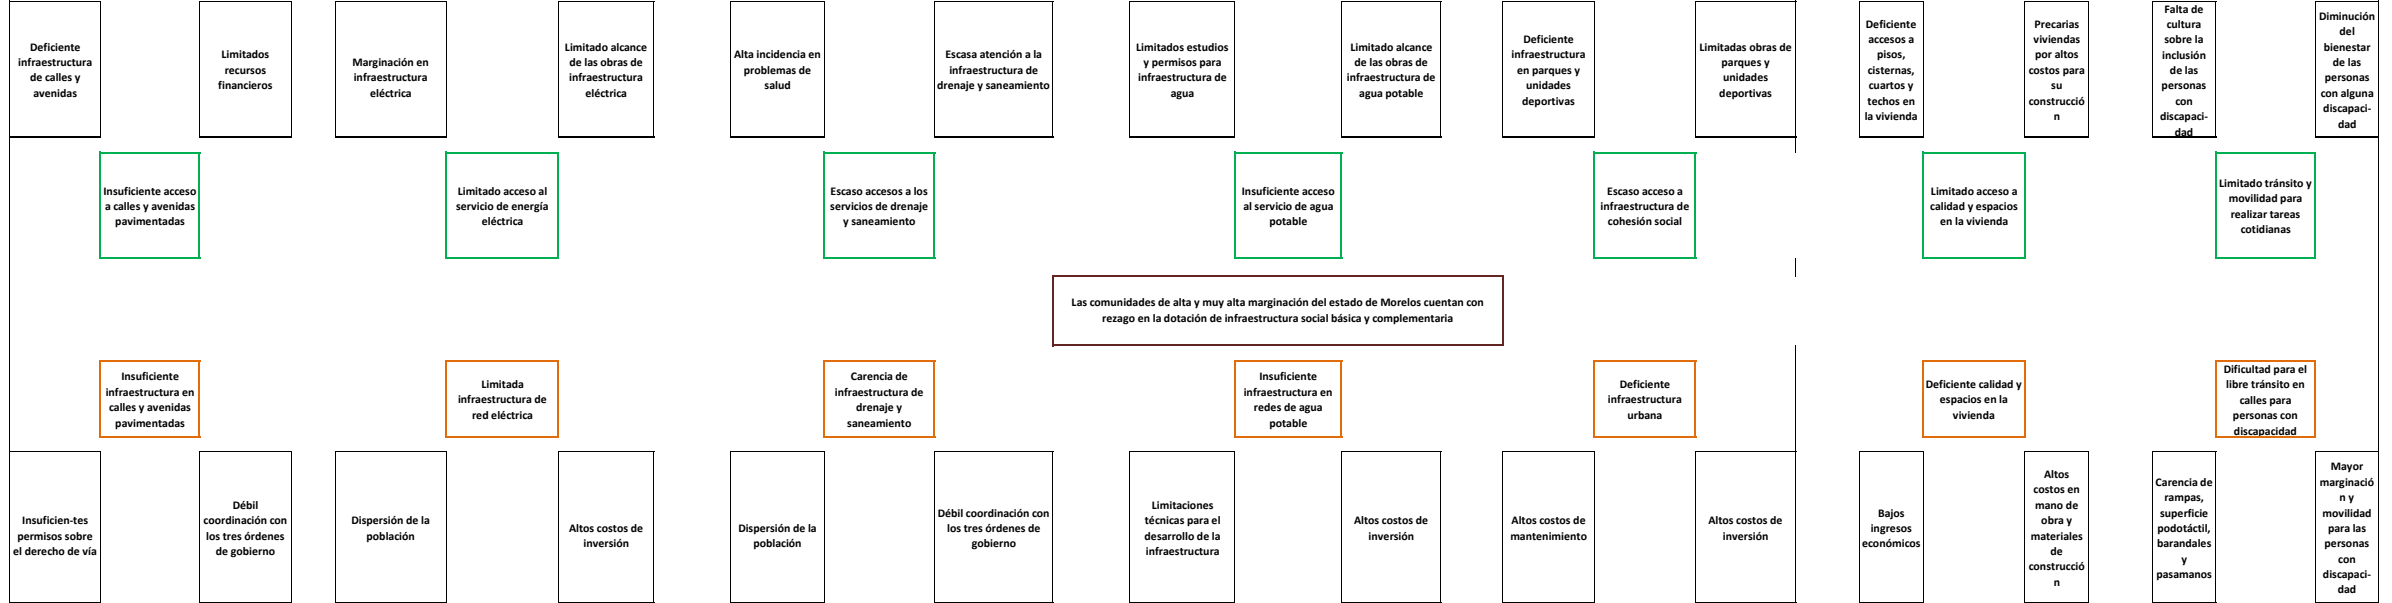 Deficiente
infraestructura
de calles y
avenidas
Limitados
recursos
financieros
Marginación en
infraestructura
eléctrica
Limitado alcance
de las obras de
infraestructura
eléctrica
Alta incidencia en
problemas de
salud
Escasa atención a la
infraestructura de
drenaje y saneamiento
Limitados estudios
y permisos para
infraestructura de
agua
Limitado alcance
de las obras de
infraestructura de
agua potable
Deficiente
infraestructura
en parques y
unidades
deportivas
Limitadas obras de
parques y
unidades
deportivas
Deficiente
accesos a
pisos,
cisternas,
cuartos y
techos en
la vivienda
Precarias
viviendas
por altos
costos para
su
construcció
n
Falta de
cultura
sobre la
inclusión
de las
personas
con
discapaci-
dad
Diminución
del
bienestar
de las
personas
con alguna
discapaci-
dad
Insuficiente acceso
a calles y avenidas
pavimentadas
Limitado acceso al
servicio de energía
eléctrica
Escaso accesos a los
servicios de drenaje
y saneamiento
Insuficiente acceso
al servicio de agua
potable
Escaso acceso a
infraestructura de
cohesión social
Limitado acceso a
calidad y espacios
en la vivienda
Limitado tránsito y
movilidad para
realizar tareas
cotidianas
Las comunidades de alta y muy alta marginación del estado de Morelos cuentan con
rezago en la dotación de infraestructura social básica y complementaria
Insuficiente
infraestructura en
calles y avenidas
pavimentadas
Limitada
infraestructura de
red eléctrica
Carencia de
infraestructura de
drenaje y
saneamiento
Insuficiente
infraestructura en
redes de agua
potable
Deficiente
infraestructura
urbana
Deficiente calidad y
espacios en la
vivienda
Dificultad para el
libre tránsito en
calles para
personas con
discapacidad
Insuficien-tes
permisos sobre
el derecho de vía
Débil
coordinación con
los tres órdenes
de gobierno
Dispersión de la
población
Altos costos de
inversión
Dispersión de la
población
Débil coordinación con
los tres órdenes de
gobierno
Limitaciones
técnicas para el
desarrollo de la
infraestructura
Altos costos de
inversión
Altos costos de
mantenimiento
Altos costos de
inversión
Bajos
ingresos
económicos
Altos
costos en
mano de
obra y
materiales
de
construcció
n
Carencia de
rampas,
superficie
podotáctil,
barandales
y
pasamanos
Mayor
marginació
n y
movilidad
para las
personas
con
discapaci-
dad